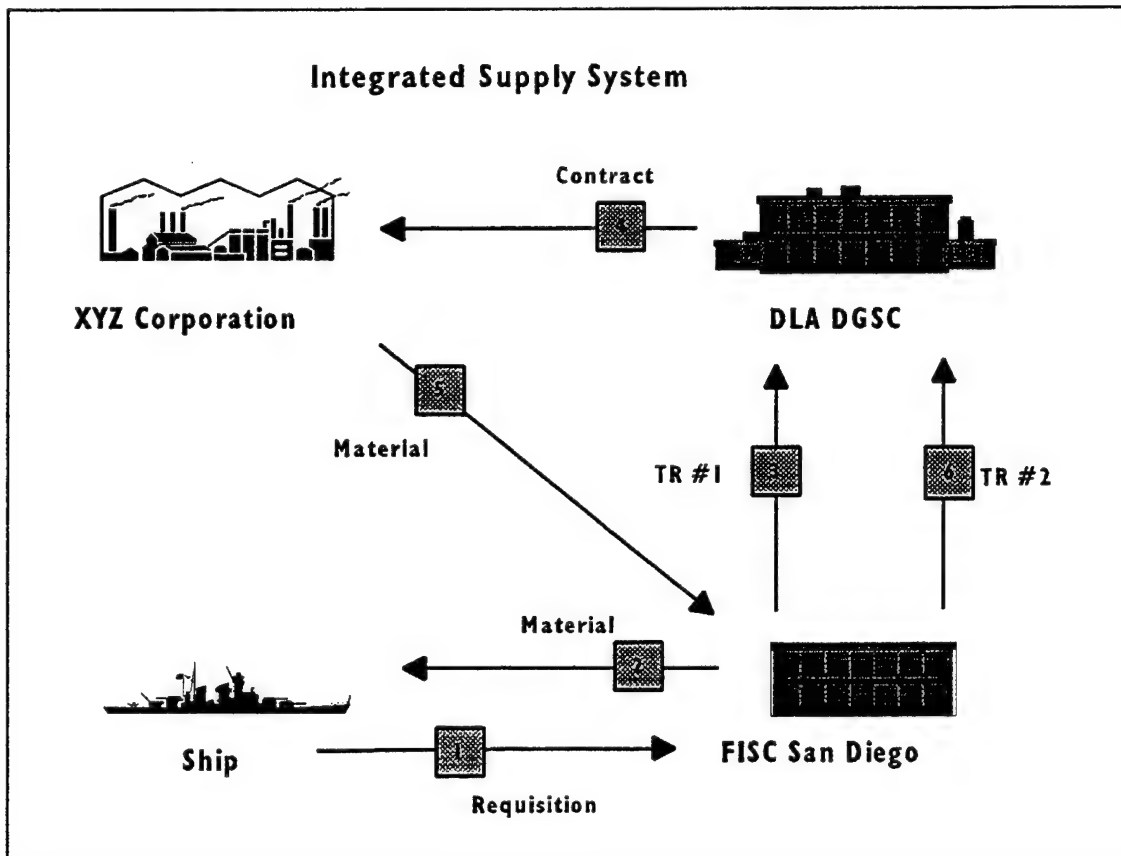 Integrated Supply System
Contract
4
XYZ Corporation
DLA DGSC
5
Material
TR #1
3
6
TR #2
Material
2
Ship
1
FISC San Diego
Requisition